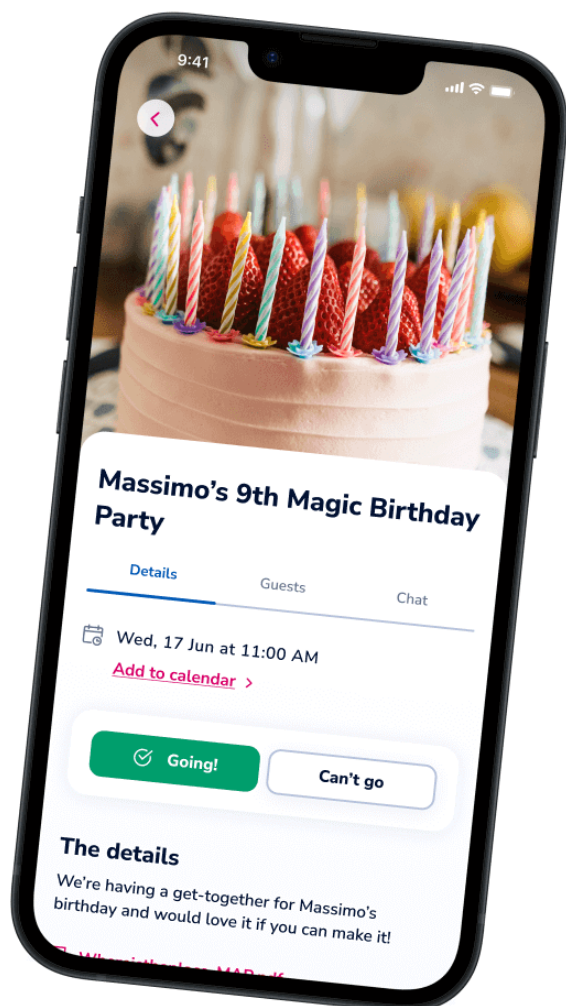 9:41
Massimo’s 9th Magic Birthday
Party
Details
Guests
Chat
Wed, 17 Jun at 11:00 AM
Add to calendar
Going!
Can’t go
The details
We’re having a get-together for Massimo’s
birthday and would love it if you can make it!